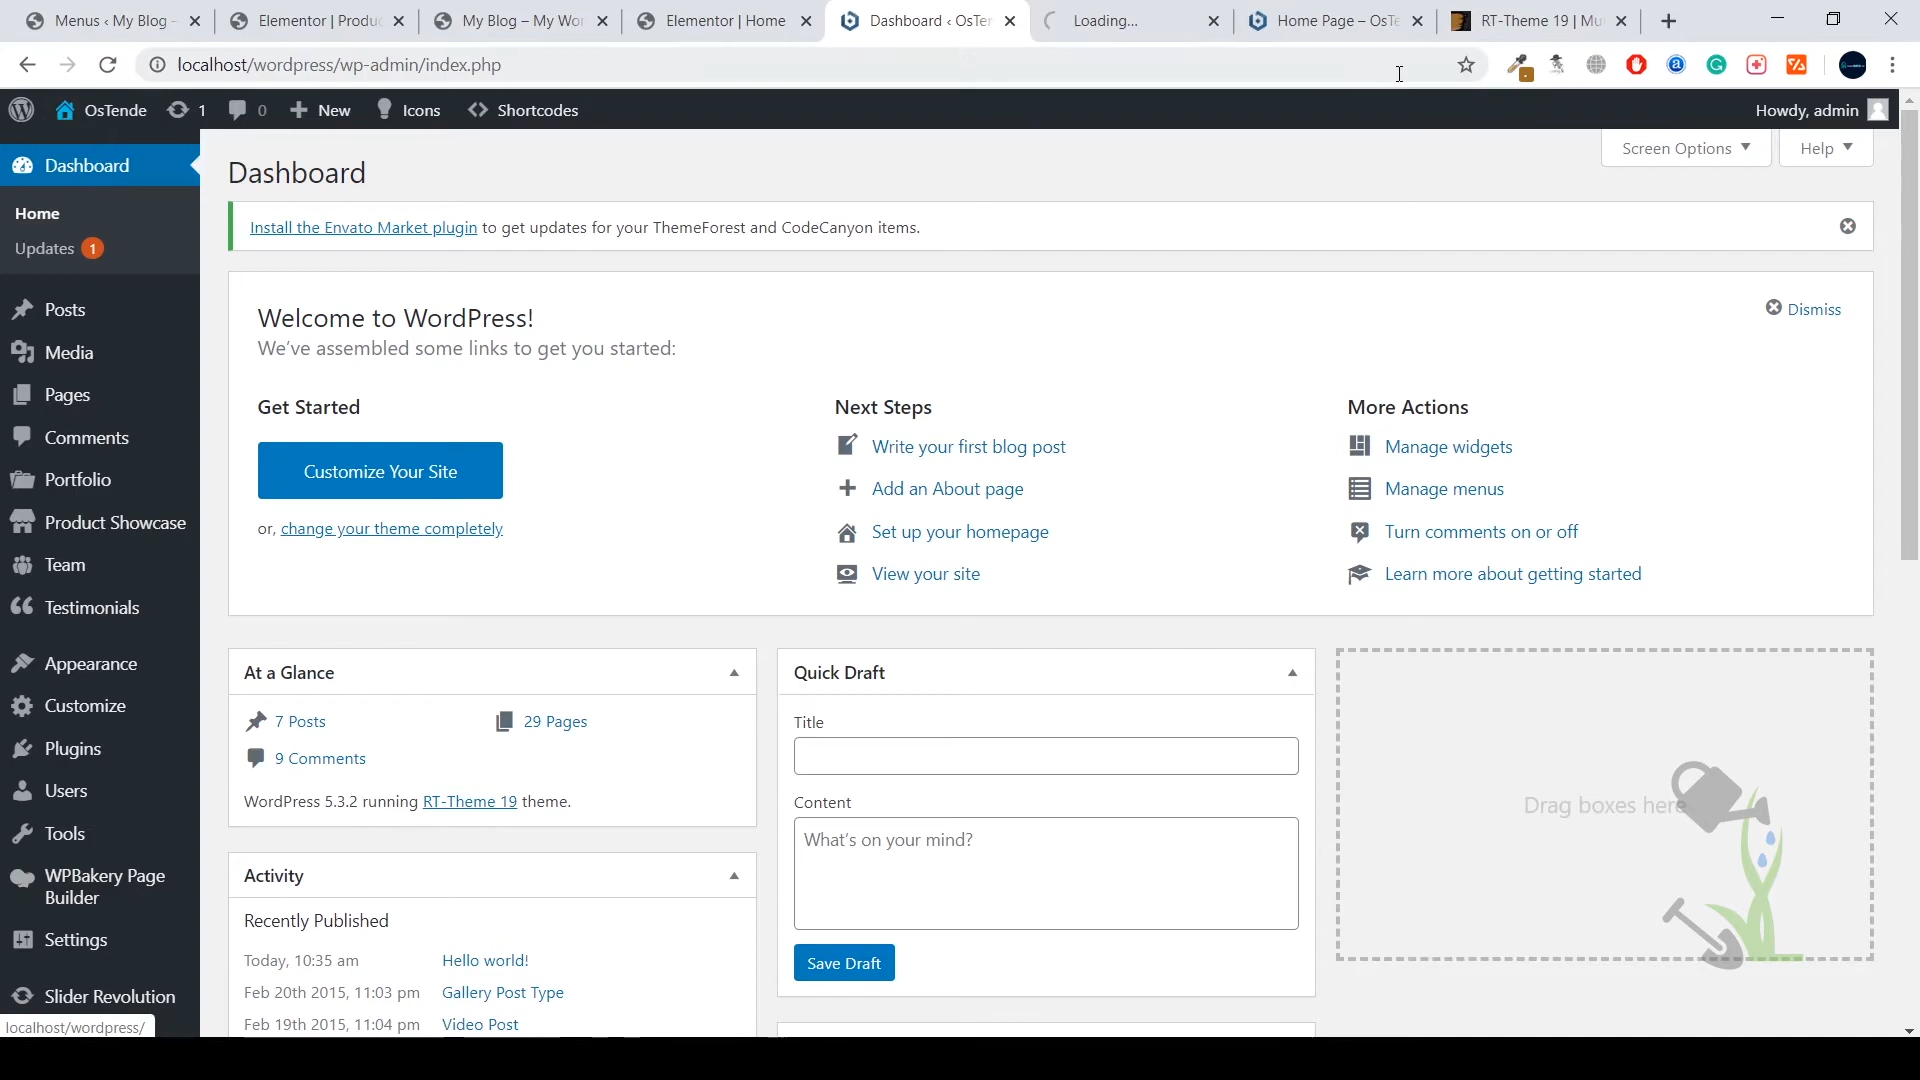 Menus ‹ My Blog –
Elementor | Produc
My Blog – My Wor
Elementor | Home
Dashboard ‹ OsTen
Loading...
Home Page – OsTe
RT-Theme 19 | Mu
localhost/wordpress/wp-admin/index.php
OsTende
1
0
New
Icons
Shortcodes
Howdy, admin
Dashboard
Home
Updates 1
Posts
Media
Pages
Comments
Portfolio
Product Showcase
Team
Testimonials
Appearance
Customize
Plugins
Users
Tools
WPBakery Page
Builder
Settings
Slider Revolution
localhost/wordpress/
Screen Options
Help
Dashboard
Install the Envato Market plugin to get updates for your ThemeForest and CodeCanyon items.
Welcome to WordPress!
Dismiss
We've assembled some links to get you started:
Get Started
Customize Your Site
or, change your theme completely
Next Steps
Write your first blog post
Add an About page
Set up your homepage
View your site
More Actions
Manage widgets
Manage menus
Turn comments on or off
Learn more about getting started
At a Glance
7 Posts
29 Pages
9 Comments
WordPress 5.3.2 running RT-Theme 19 theme.
Activity
Recently Published
Today, 10:35 am Hello world!
Feb 20th 2015, 11:03 pm Gallery Post Type
Feb 19th 2015, 11:04 pm Video Post
Quick Draft
Title
Content
What's on your mind?
Save Draft
Drag boxes here